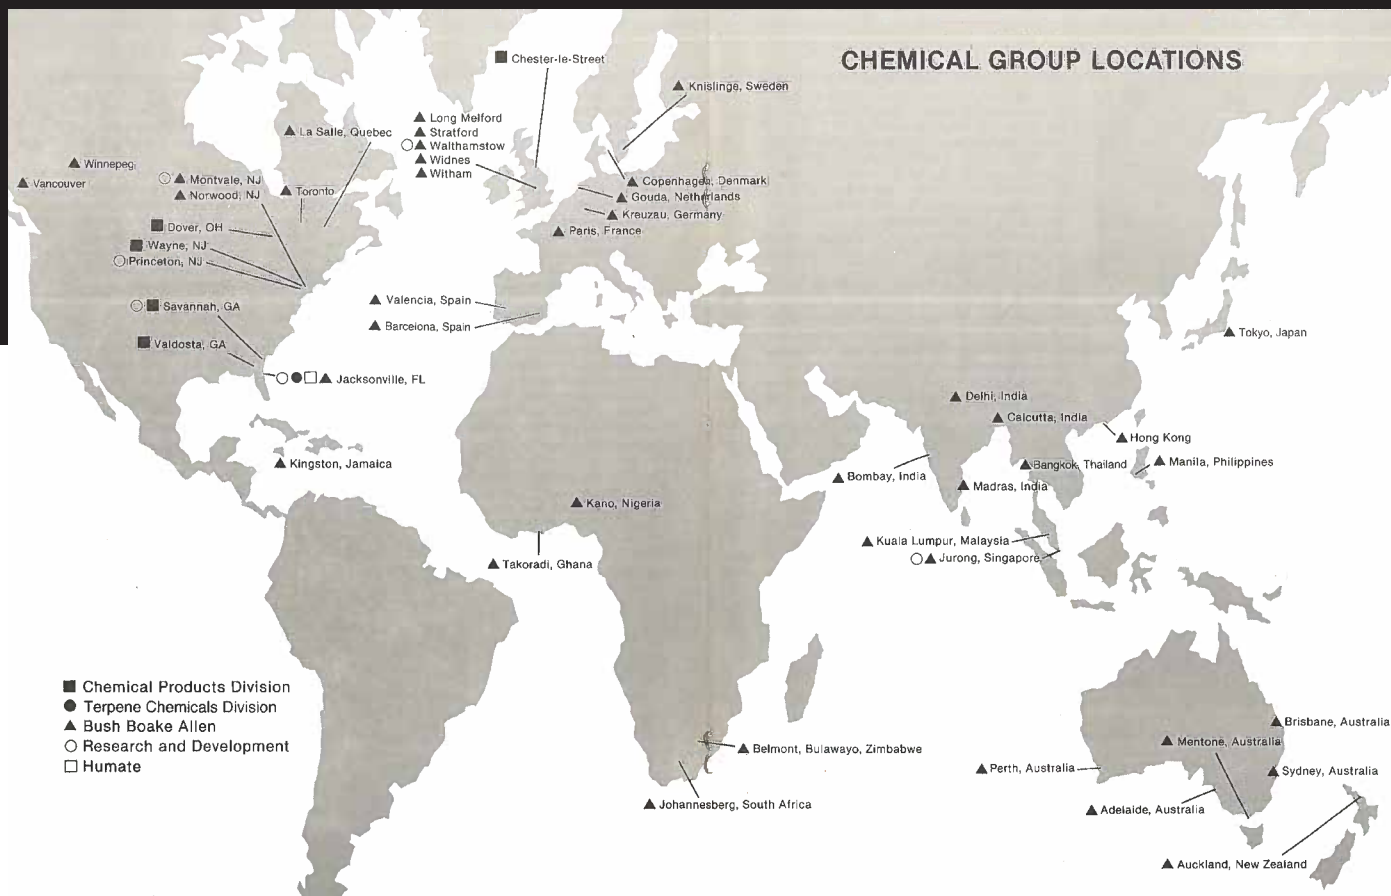 CHEMICAL GROUP LOCATIONS
Chester-le-Street
Knislinge, Sweden
Long Melford
Stratford
Walthamstow
Widnes
Witham
La Salle, Quebec
Winnepeg
Vancouver
Montvale, NJ
Norwood, NJ
Toronto
Dover, OH
Wayne, NJ
Princeton, NJ
Savannah, GA
Valdosta, GA
Jacksonville, FL
Kingston, Jamaica
Copenhagen, Denmark
Gouda, Netherlands
Kreuzau, Germany
Paris, France
Valencia, Spain
Barcelona, Spain
Tokyo, Japan
Delhi, India
Calcutta, India
Hong Kong
Bangkok, Thailand
Manila, Philippines
Bombay, India
Madras, India
Kano, Nigeria
Takoradi, Ghana
Kuala Lumpur, Malaysia
Jurong, Singapore
Chemical Products Division
Terpene Chemicals Division
Bush Boake Allen
Research and Development
Humate
Belmont, Bulawayo, Zimbabwe
Johannesberg, South Africa
Brisbane, Australia
Mentone, Australia
Perth, Australia
Sydney, Australia
Adelaide, Australia
Auckland, New Zealand